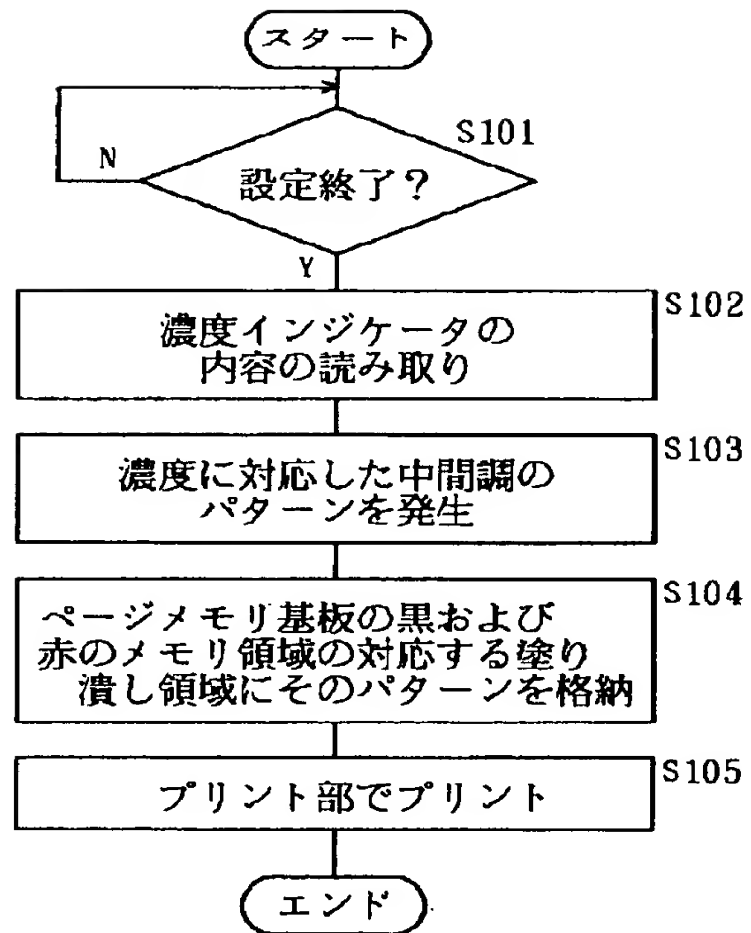 スタート
S101
N
設定終了？
Y
S102
濃度インジケータの
内容の読み取り
S103
濃度に対応した中間調の
パターンを発生
S104
ページメモリ基板の黒および
赤のメモリ領域の対応する塗り
潰し領域にそのパターンを格納
S105
プリント部でプリント
エンド